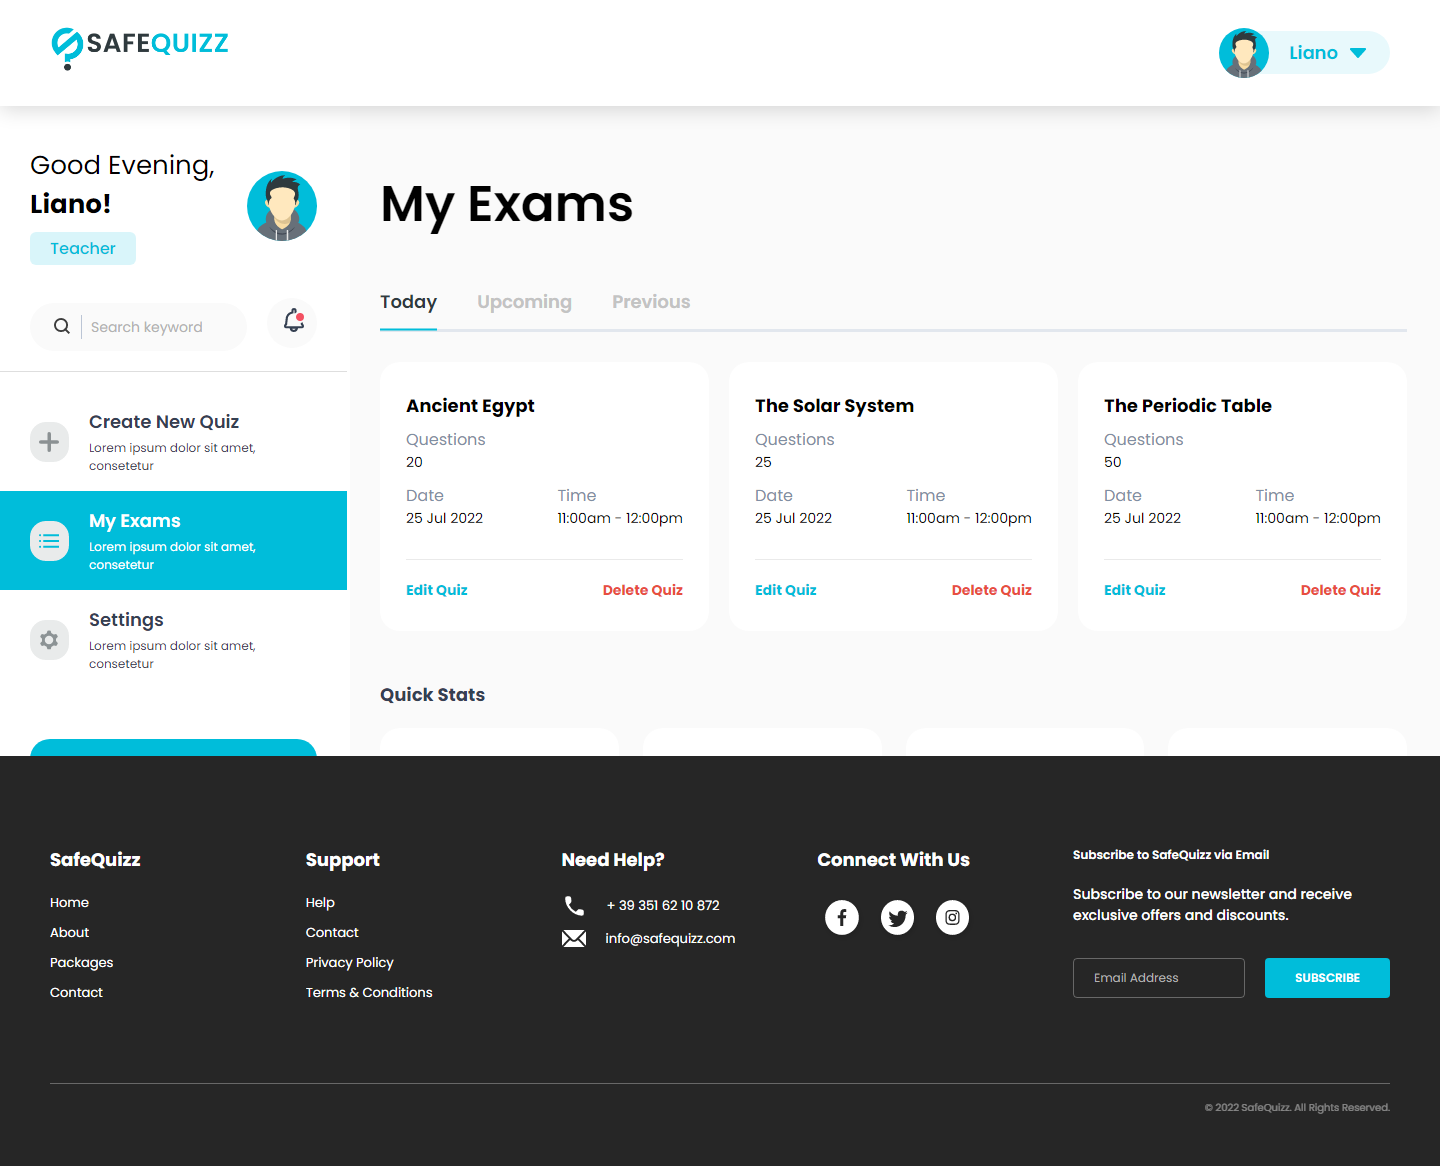 SAFEQUIZZ
Liano
Good Evening,
Liano!
Teacher
Search keyword
Create New Quiz
Lorem ipsum dolor sit amet,
consetetur
My Exams
Lorem ipsum dolor sit amet,
consetetur
Settings
Lorem ipsum dolor sit amet,
consetetur
My Exams
Today
Upcoming
Previous
Ancient Egypt
Questions
20
Date
Time
25 Jul 2022
11:00am - 12:00pm
Edit Quiz
Delete Quiz
The Solar System
Questions
25
Date
Time
25 Jul 2022
11:00am - 12:00pm
Edit Quiz
Delete Quiz
The Periodic Table
Questions
50
Date
Time
25 Jul 2022
11:00am - 12:00pm
Edit Quiz
Delete Quiz
Quick Stats
SafeQuizz
Home
About
Packages
Contact
Support
Help
Contact
Privacy Policy
Terms & Conditions
Need Help?
+ 39 351 62 10 872
info@safequizz.com
Connect With Us
Subscribe to SafeQuizz via Email
Subscribe to our newsletter and receive
exclusive offers and discounts.
Email Address
SUBSCRIBE
© 2022 SafeQuizz. All Rights Reserved.